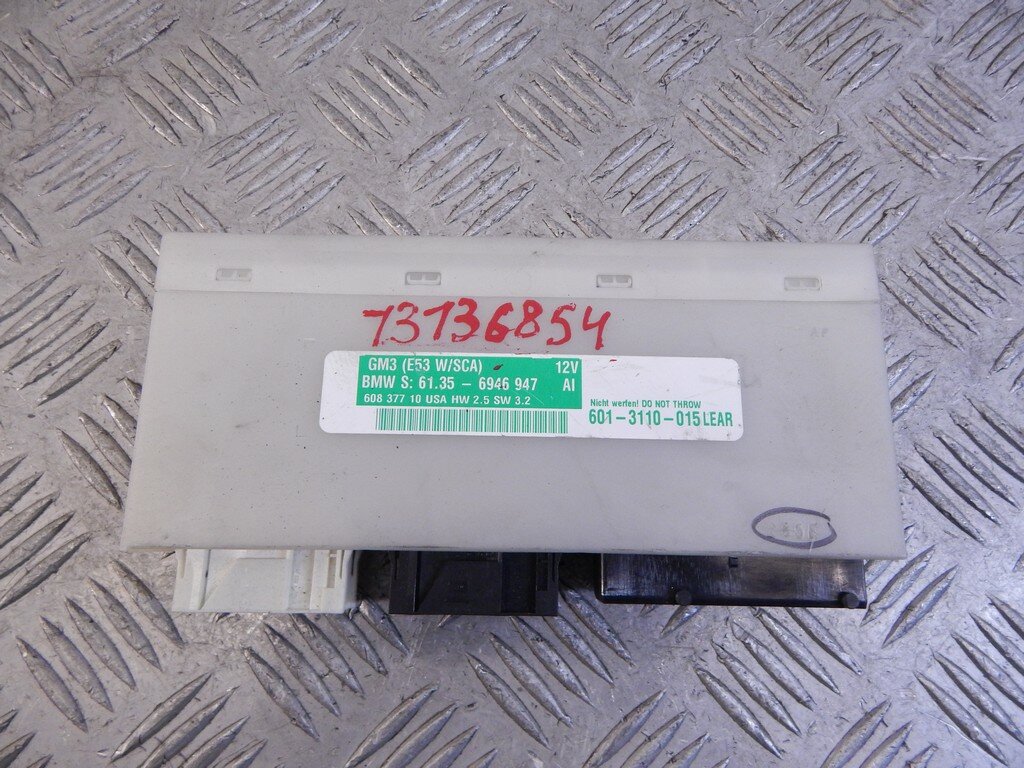 73736854
GM3 (E53 W/SCA) 12V
BMW S: 61.35 - 6946 947 AI
608 377 10 USA HW 2.5 SW 3.2
Nicht werfen! DO NOT THROW
601-3110-015 LEAR